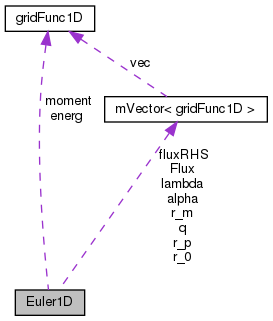 gridFunc1D
vec
moment
energ
mVector< gridFunc1D >
fluxRHS
Flux
lambda
alpha
r_m
q
r_p
r_0
Euler1D